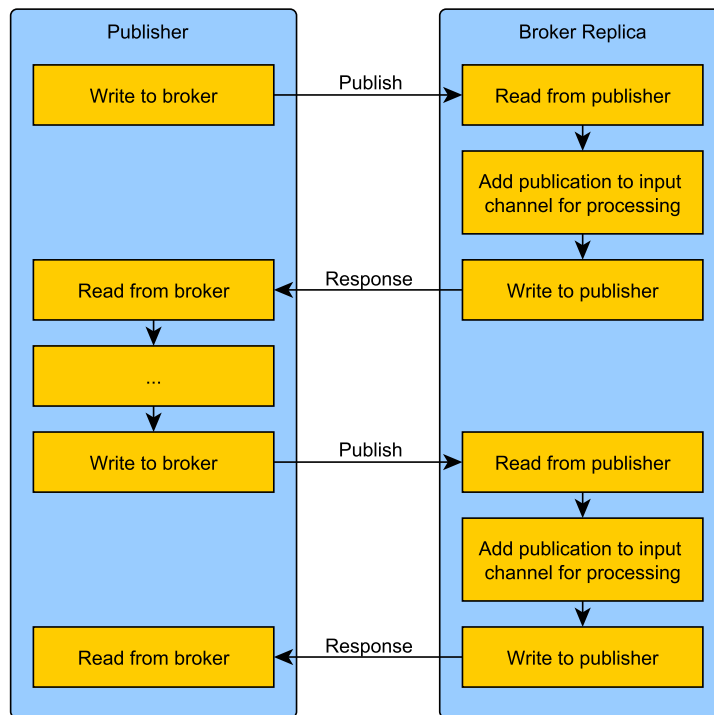 Publisher
Broker Replica
Write to broker
Publish
Read from publisher
Add publication to input
channel for processing
Read from broker
Response
Write to publisher
...
Write to broker
Publish
Read from publisher
Add publication to input
channel for processing
Read from broker
Response
Write to publisher